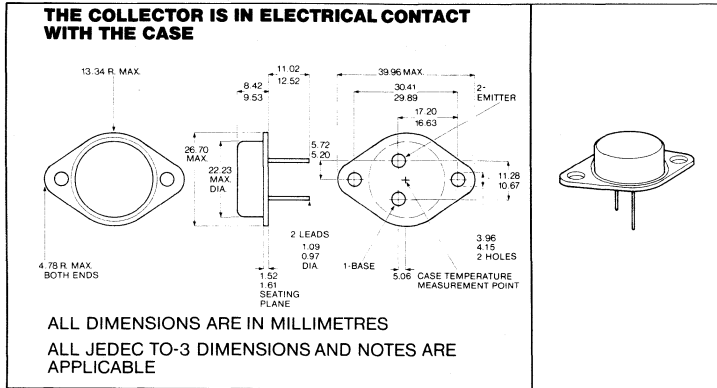 THE COLLECTOR IS IN ELECTRICAL CONTACT
WITH THE CASE
13.34 R. MAX.
11.02
12.52
8.42
9.53
39.96 MAX.
30.41
29.89
2-
EMITTER
17.20
16.63
26.70
MAX.
22.23
MAX.
DIA.
5.72
5.20
11.28
10.67
2 LEADS
1.09
0.97
DIA.
3.96
4.15
2 HOLES
4.78 R. MAX.
BOTH ENDS
1.52
1.61
SEATING
PLANE
1-BASE
5.06
CASE TEMPERATURE
MEASUREMENT POINT
ALL DIMENSIONS ARE IN MILLIMETRES
ALL JEDEC TO-3 DIMENSIONS AND NOTES ARE
APPLICABLE